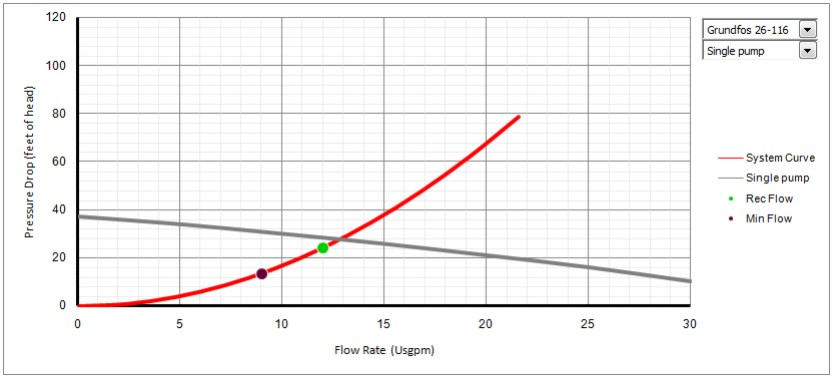 120
100
80
60
40
20
0
Pressure Drop (feet of head)
0 5 10 15 20 25 30
Flow Rate (Usgpm)
Grundfos 26-116
Single pump
System Curve
Single pump
Rec Flow
Min Flow